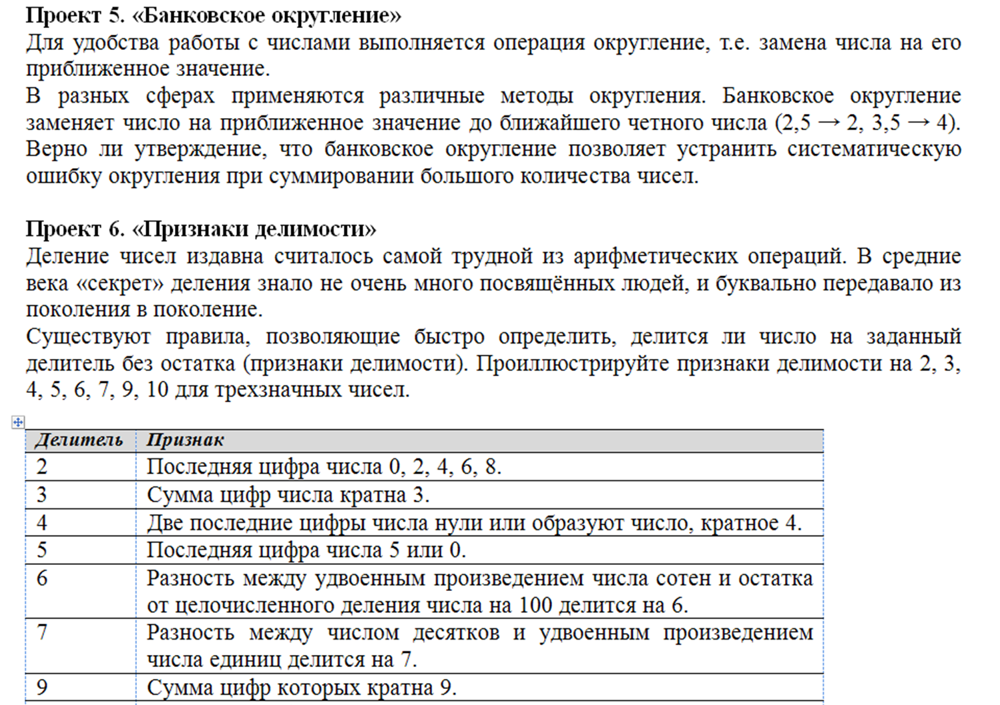 Проект 5. «Банковское округление»
Для удобства работы с числами выполняется операция округление, т.е. замена числа на его
приближенное значение.
В разных сферах применяются различные методы округления. Банковское округление
заменяет число на приближенное значение до ближайшего четного числа (2,5 → 2, 3,5 → 4).
Верно ли утверждение, что банковское округление позволяет устранить систематическую
ошибку округления при суммировании большого количества чисел.
Проект 6. «Признаки делимости»
Деление чисел издавна считалось самой трудной из арифметических операций. В средние
века «секрет» деления знало не очень много посвящённых людей, и буквально передавало из
поколения в поколение.
Существуют правила, позволяющие быстро определить, делится ли число на заданный
делитель без остатка (признаки делимости). Проиллюстрируйте признаки делимости на 2, 3,
4, 5, 6, 7, 9, 10 для трехзначных чисел.
Делитель Признак
2 Последняя цифра числа 0, 2, 4, 6, 8.
3 Сумма цифр числа кратна 3.
4 Две последние цифры числа нули или образуют число, кратное 4.
5 Последняя цифра числа 5 или 0.
6 Разность между удвоенным произведением числа сотен и остатка
от целочисленного деления числа на 100 делится на 6.
7 Разность между числом десятков и удвоенным произведением
числа единиц делится на 7.
9 Сумма цифр которых кратна 9.